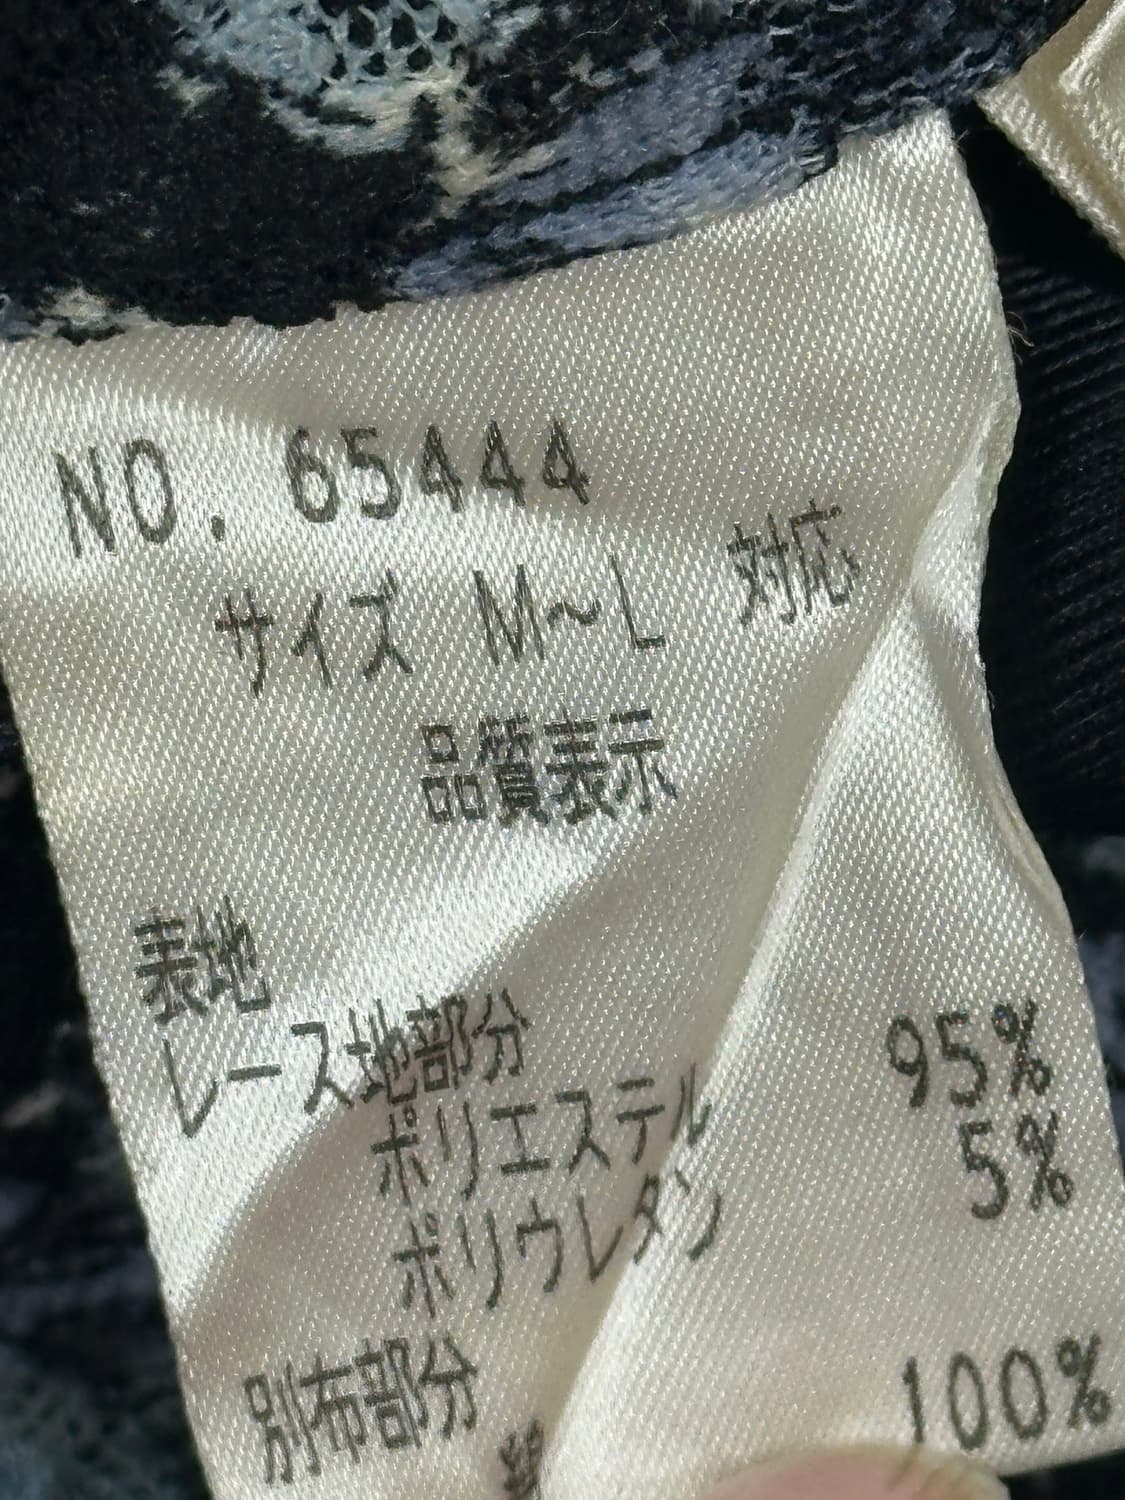 NO. 65444
サイズ M~L 対応
品質表示
表地
レース地部分
ポリエステル 95%
ポリウレタン 5%
別布部分
100%